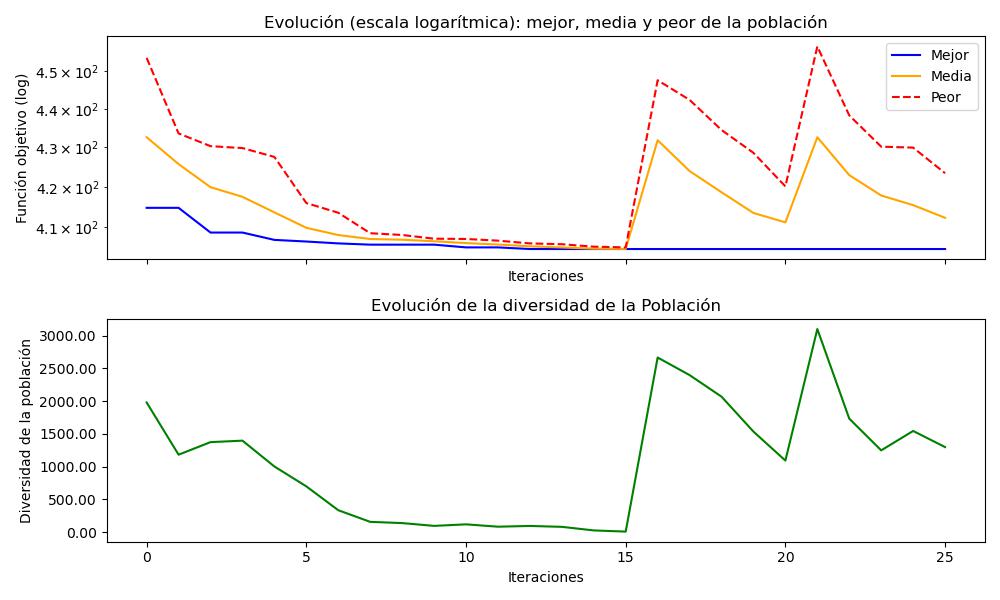 Evolución (escala logarítmica): mejor, media y peor de la población
Función objetivo (log)
4.5 × 10²
4.4 × 10²
4.3 × 10²
4.2 × 10²
4.1 × 10²
Mejor
Media
Peor
Iteraciones
Evolución de la diversidad de la Población
Diversidad de la población
3000.00
2500.00
2000.00
1500.00
1000.00
500.00
0.00
0 5 10 15 20 25
Iteraciones